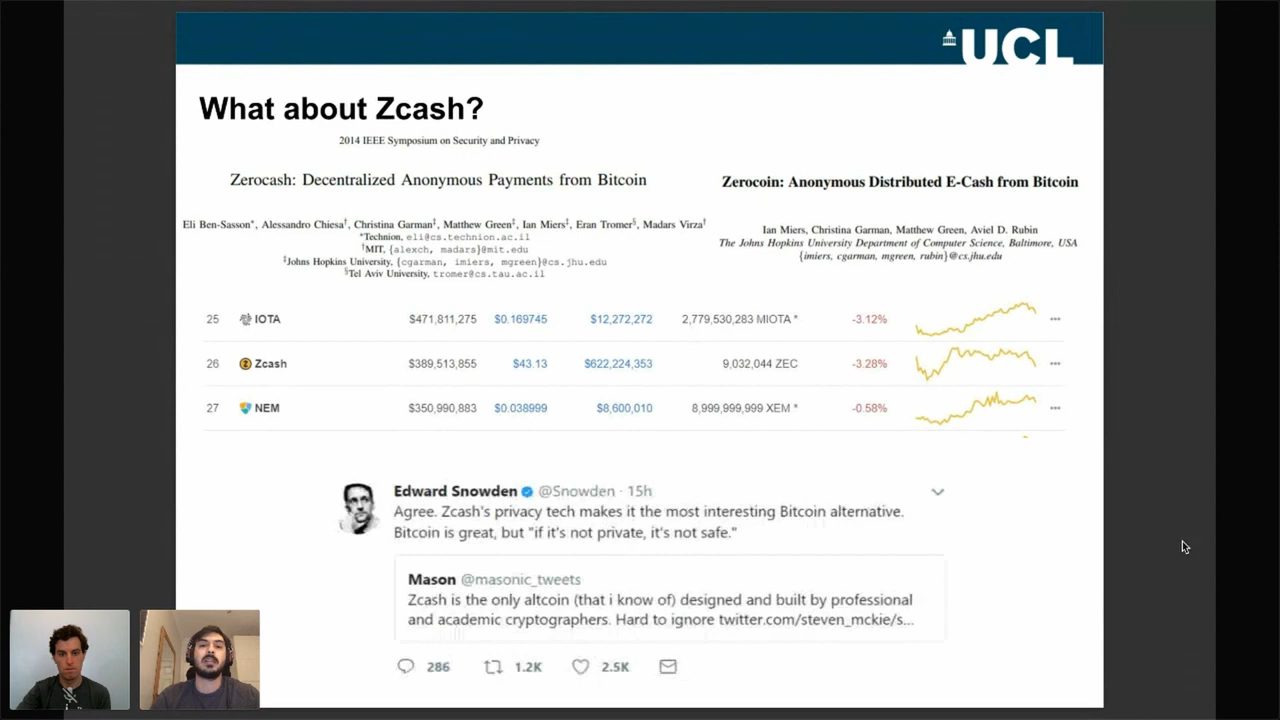 UCL
What about Zcash?
2014 IEEE Symposium on Security and Privacy
Zerocash: Decentralized Anonymous Payments from Bitcoin
Eli Ben-Sasson*, Alessandro Chiesa†, Christina Garman‡, Matthew Green‡, Ian Miers‡, Eran Tromer§, Madars Virza†
*Technion, eli@cs.technion.ac.il
†MIT, {alexch, madars}@mit.edu
‡Johns Hopkins University, {cgarman, imiers, mgreen}@cs.jhu.edu
§Tel Aviv University, tromer@cs.tau.ac.il
Zerocoin: Anonymous Distributed E-Cash from Bitcoin
Ian Miers, Christina Garman, Matthew Green, Aviel D. Rubin
The Johns Hopkins University Department of Computer Science, Baltimore, USA
{imiers, cgarman, mgreen, rubin}@cs.jhu.edu
25 IOTA $471,811,275 $0.169745 $12,272,272 2,779,530,283 MIOTA * -3.12%
26 Zcash $389,513,855 $43.13 $622,224,353 9,032,044 ZEC -3.28%
27 NEM $350,990,883 $0.038999 $8,600,010 8,999,999,999 XEM * -0.58%
Edward Snowden @Snowden · 15h
Agree. Zcash's privacy tech makes it the most interesting Bitcoin alternative.
Bitcoin is great, but "if it's not private, it's not safe."
Mason @masonic_tweets
Zcash is the only altcoin (that i know of) designed and built by professional
and academic cryptographers. Hard to ignore twitter.com/steven_mckie/s...
286 1.2K 2.5K